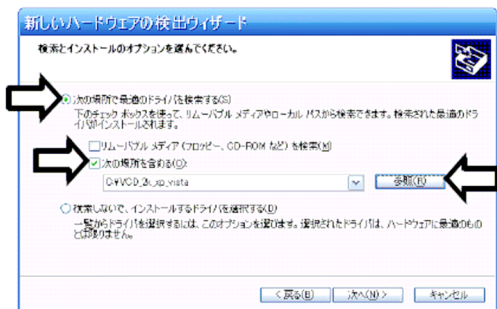 新しいハードウェアの検出ウィザード
検索とインストールのオプションを選んでください。
次の場所で最適のドライバを検索する(S)
下のチェック ボックスを使って、リムーバブル メディアやローカル パスから検索できます。検索された最適のドラ
イバがインストールされます。
リムーバブル メディア (フロッピー、CD-ROM など) を検索(M)
次の場所を含める(O):
C:¥VCD_2k_xp_vista
参照(R)
検索しないで、インストールするドライバを選択する(D)
一覧からドライバを選択するには、このオプションを選びます。選択されたドライバは、ハードウェアに最適のもの
とは限りません。
< 戻る(B)
次へ(N) >
キャンセル